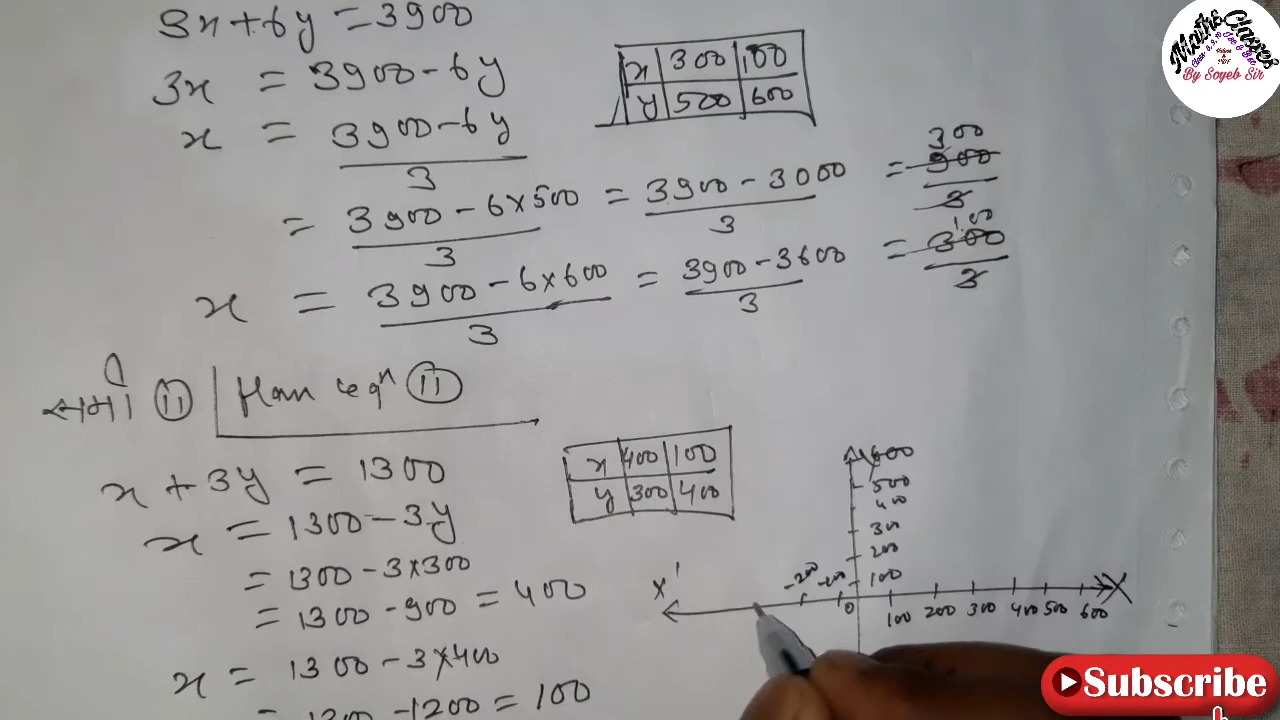 3x + 6y = 3900
3x = 3900 - 6y
x = 3900 - 6y / 3
= 3900 - 6×500 / 3 = 3900 - 3000 / 3 = 900 / 3 300
x = 3900 - 6×600 / 3 = 3900 - 3600 / 3 = 300 / 3 100
x 300 100
y 500 600
समी (ii) eqn (ii)
x + 3y = 1300
x = 1300 - 3y
= 1300 - 3×300
= 1300 - 900 = 400
x = 1300 - 3×400
= 1300 - 1200 = 100
x 400 100
y 300 400
600
500
400
300
200
100
X' -200 0 100 200 300 400 500 600 X
Maths Classes
By Soyeb Sir
Subscribe